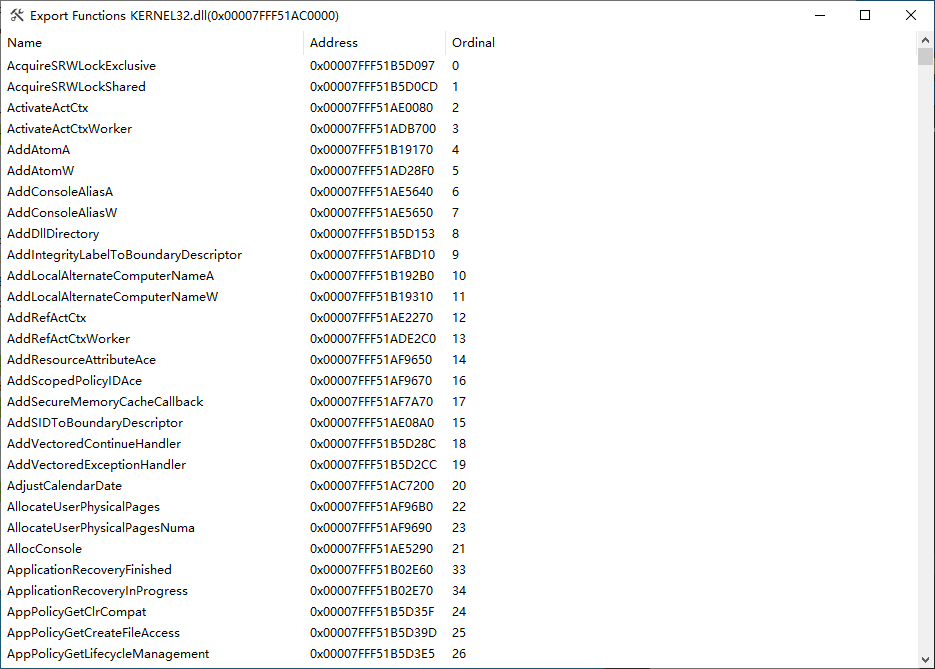 Export Functions KERNEL32.dll(0x00007FFF51AC0000)
Name Address Ordinal
AcquireSRWLockExclusive 0x00007FFF51B5D097 0
AcquireSRWLockShared 0x00007FFF51B5D0CD 1
ActivateActCtx 0x00007FFF51AE0080 2
ActivateActCtxWorker 0x00007FFF51ADB700 3
AddAtomA 0x00007FFF51B19170 4
AddAtomW 0x00007FFF51AD28F0 5
AddConsoleAliasA 0x00007FFF51AE5640 6
AddConsoleAliasW 0x00007FFF51AE5650 7
AddDllDirectory 0x00007FFF51B5D153 8
AddIntegrityLabelToBoundaryDescriptor 0x00007FFF51AFBD10 9
AddLocalAlternateComputerNameA 0x00007FFF51B192B0 10
AddLocalAlternateComputerNameW 0x00007FFF51B19310 11
AddRefActCtx 0x00007FFF51AE2270 12
AddRefActCtxWorker 0x00007FFF51ADE2C0 13
AddResourceAttributeAce 0x00007FFF51AF9650 14
AddScopedPolicyIDAce 0x00007FFF51AF9670 16
AddSecureMemoryCacheCallback 0x00007FFF51AF7A70 17
AddSIDToBoundaryDescriptor 0x00007FFF51AE08A0 15
AddVectoredContinueHandler 0x00007FFF51B5D28C 18
AddVectoredExceptionHandler 0x00007FFF51B5D2CC 19
AdjustCalendarDate 0x00007FFF51AC7200 20
AllocateUserPhysicalPages 0x00007FFF51AF96B0 22
AllocateUserPhysicalPagesNuma 0x00007FFF51AF9690 23
AllocConsole 0x00007FFF51AE5290 21
ApplicationRecoveryFinished 0x00007FFF51B02E60 33
ApplicationRecoveryInProgress 0x00007FFF51B02E70 34
AppPolicyGetClrCompat 0x00007FFF51B5D35F 24
AppPolicyGetCreateFileAccess 0x00007FFF51B5D39D 25
AppPolicyGetLifecycleManagement 0x00007FFF51B5D3E5 26